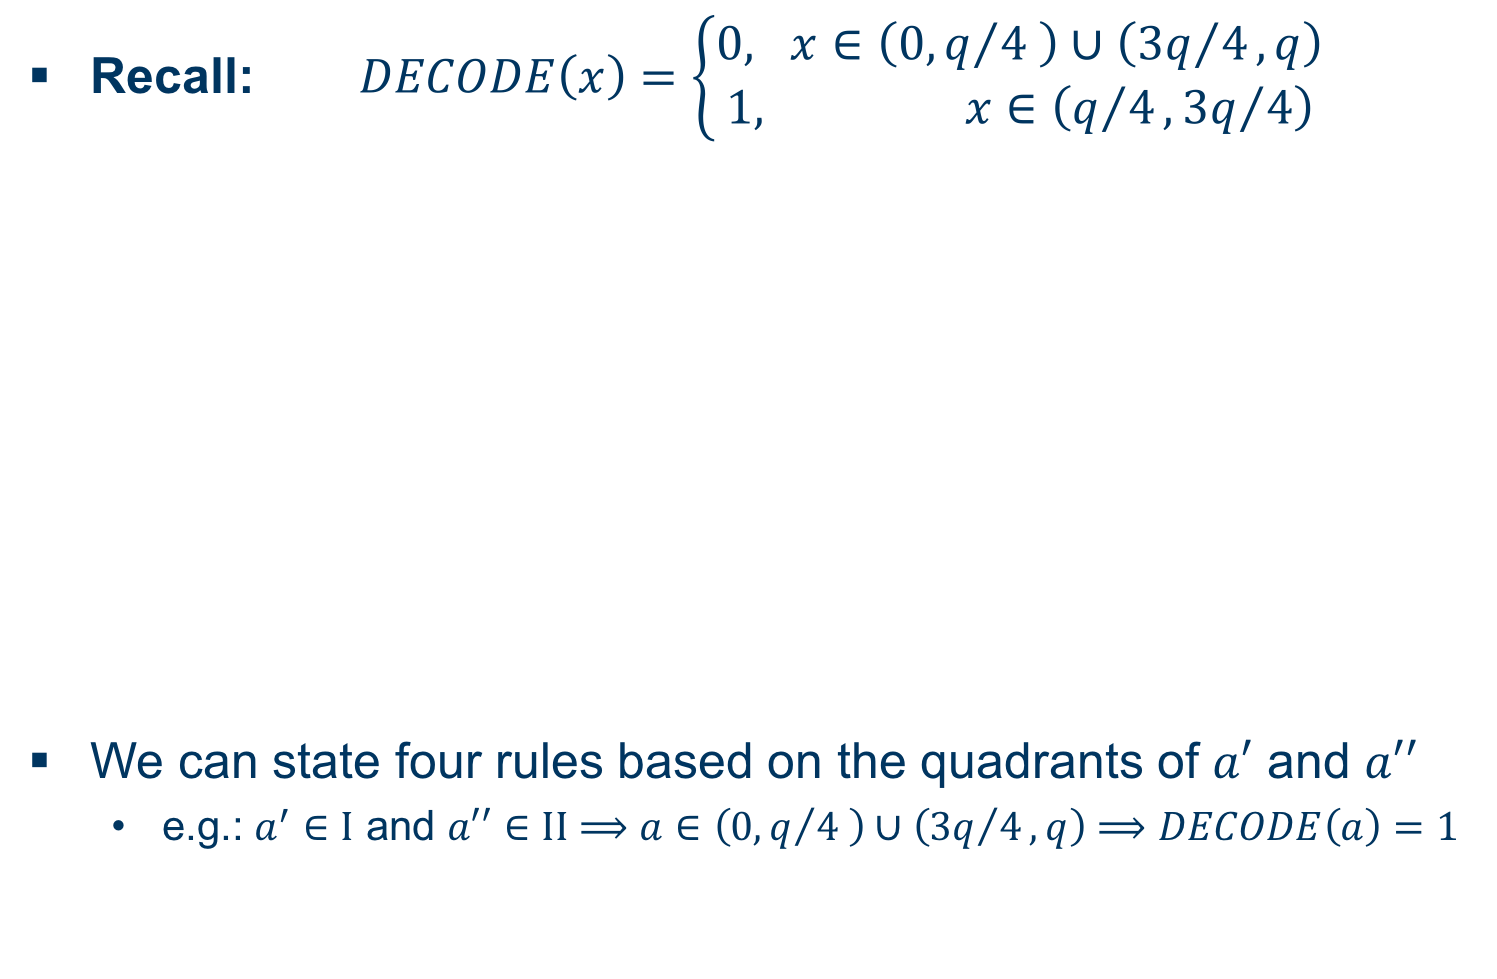 ▪ Recall: DECODE(x) = { 0, x ∈ (0, q/4 ) ∪ (3q/4 , q)
1, x ∈ (q/4 , 3q/4)
▪ We can state four rules based on the quadrants of a′ and a′′
• e.g.: a′ ∈ I and a′′ ∈ II ⟹ a ∈ (0, q/4 ) ∪ (3q/4 , q) ⟹ DECODE(a) = 1